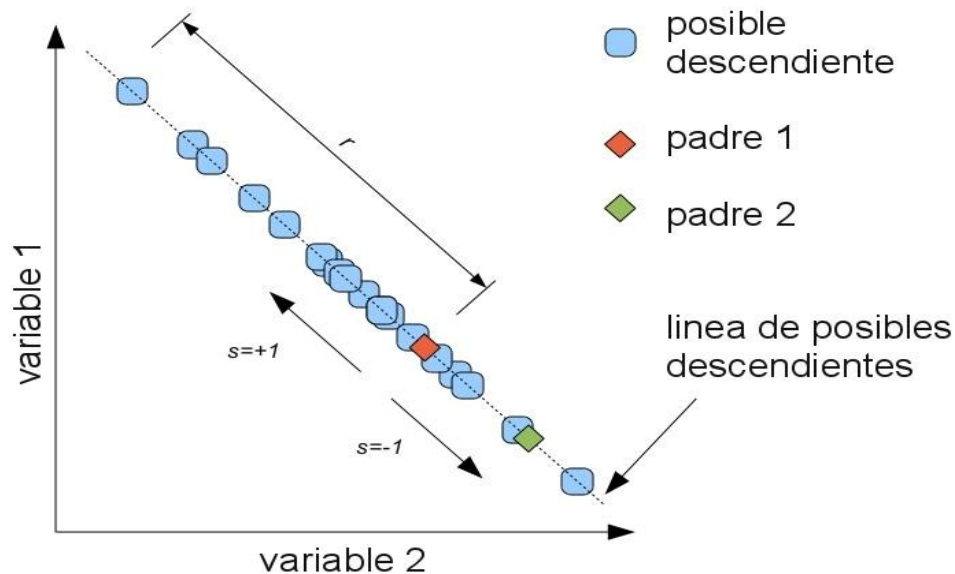 posible
descendiente
padre 1
padre 2
r
s=+1
s=-1
linea de posibles
descendientes
variable 1
variable 2